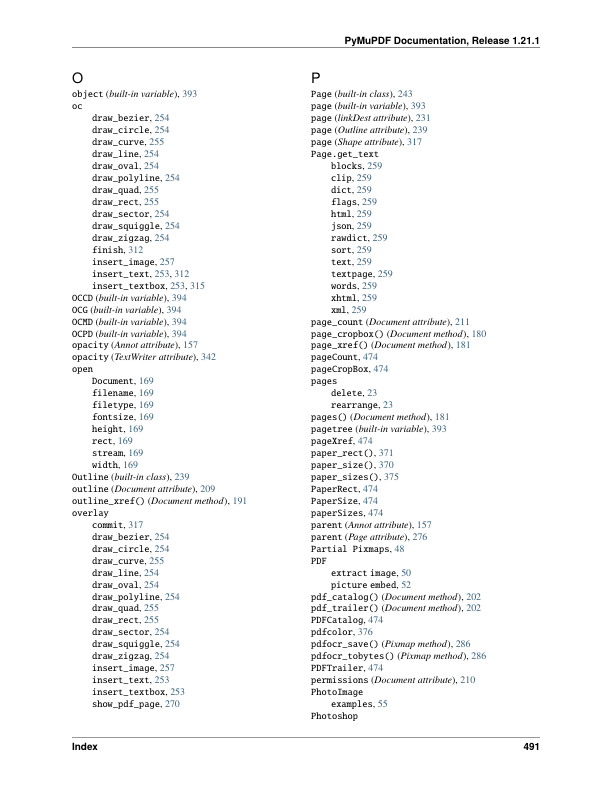 PyMuPDF Documentation, Release 1.21.1
O
object (built-in variable), 393
oc
draw_bezier, 254
draw_circle, 254
draw_curve, 255
draw_line, 254
draw_oval, 254
draw_polyline, 254
draw_quad, 255
draw_rect, 255
draw_sector, 254
draw_squiggle, 254
draw_zigzag, 254
finish, 312
insert_image, 257
insert_text, 253, 312
insert_textbox, 253, 315
OCCD (built-in variable), 394
OCG (built-in variable), 394
OCMD (built-in variable), 394
OCPD (built-in variable), 394
opacity (Annot attribute), 157
opacity (TextWriter attribute), 342
open
Document, 169
filename, 169
filetype, 169
fontsize, 169
height, 169
rect, 169
stream, 169
width, 169
Outline (built-in class), 239
outline (Document attribute), 209
outline_xref() (Document method), 191
overlay
commit, 317
draw_bezier, 254
draw_circle, 254
draw_curve, 255
draw_line, 254
draw_oval, 254
draw_polyline, 254
draw_quad, 255
draw_rect, 255
draw_sector, 254
draw_squiggle, 254
draw_zigzag, 254
insert_image, 257
insert_text, 253
insert_textbox, 253
show_pdf_page, 270
P
Page (built-in class), 243
page (built-in variable), 393
page (linkDest attribute), 231
page (Outline attribute), 239
page (Shape attribute), 317
Page.get_text
blocks, 259
clip, 259
dict, 259
flags, 259
html, 259
json, 259
rawdict, 259
sort, 259
text, 259
textpage, 259
words, 259
xhtml, 259
xml, 259
page_count (Document attribute), 211
page_cropbox() (Document method), 180
page_xref() (Document method), 181
pageCount, 474
pageCropBox, 474
pages
delete, 23
rearrange, 23
pages() (Document method), 181
pagetree (built-in variable), 393
pageXref, 474
paper_rect(), 371
paper_size(), 370
paper_sizes(), 375
PaperRect, 474
PaperSize, 474
paperSizes, 474
parent (Annot attribute), 157
parent (Page attribute), 276
Partial Pixmaps, 48
PDF
extract image, 50
picture embed, 52
pdf_catalog() (Document method), 202
pdf_trailer() (Document method), 202
PDFCatalog, 474
pdfcolor, 376
pdfocr_save() (Pixmap method), 286
pdfocr_tobytes() (Pixmap method), 286
PDFTrailer, 474
permissions (Document attribute), 210
PhotoImage
examples, 55
Photoshop
Index 491